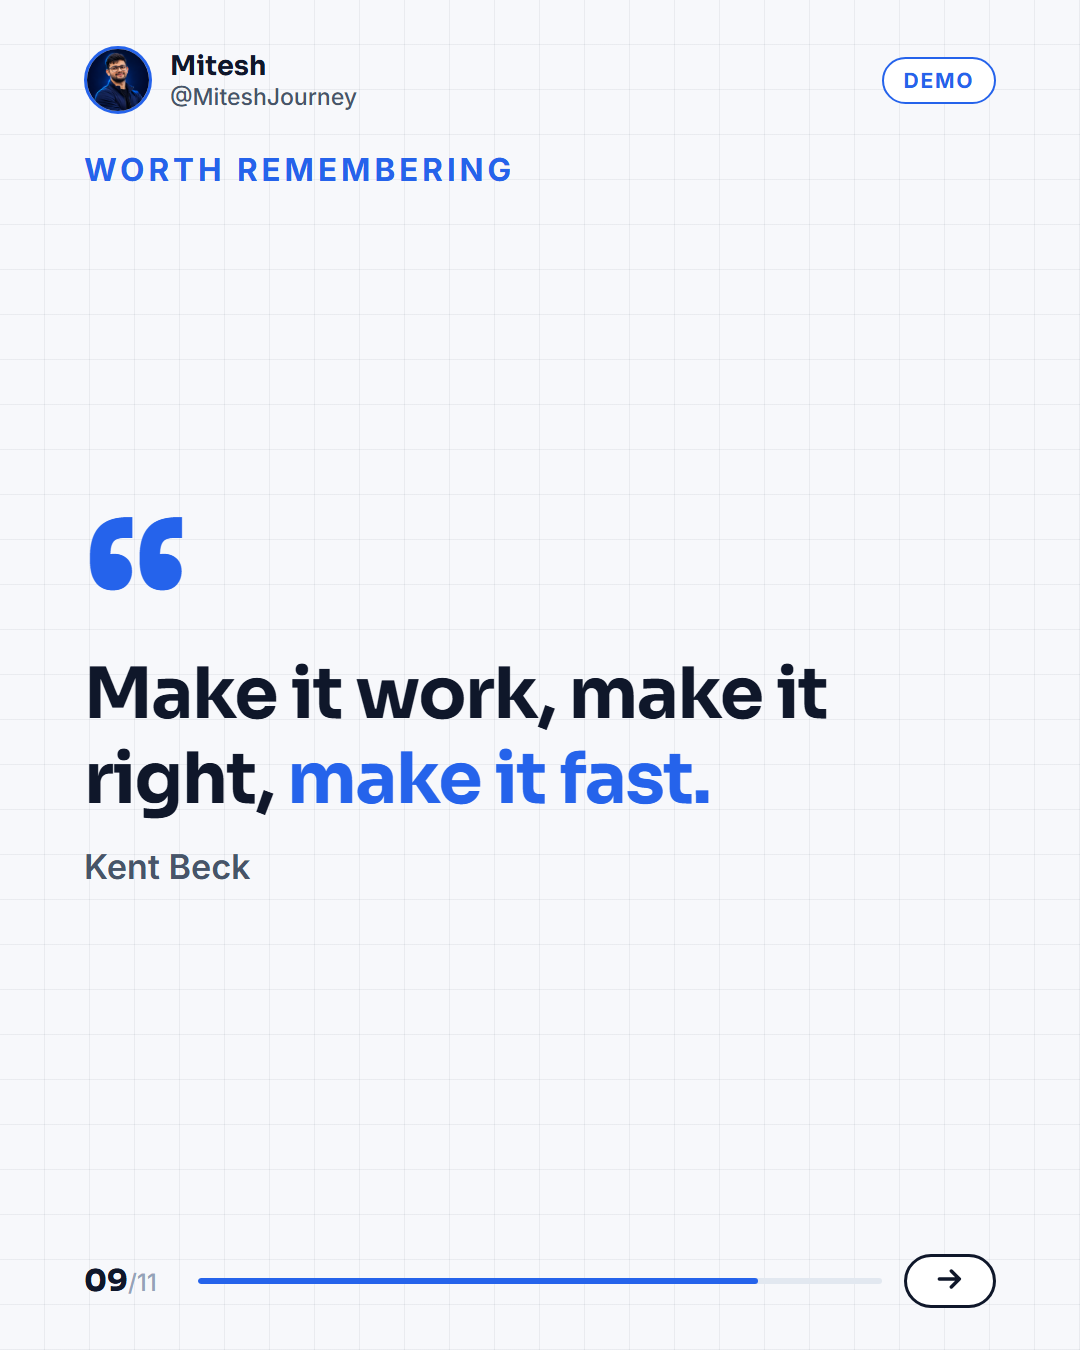 Mitesh
@MiteshJourney
DEMO
WORTH REMEMBERING
“
Make it work, make it
right, make it fast.
Kent Beck
09/11
→